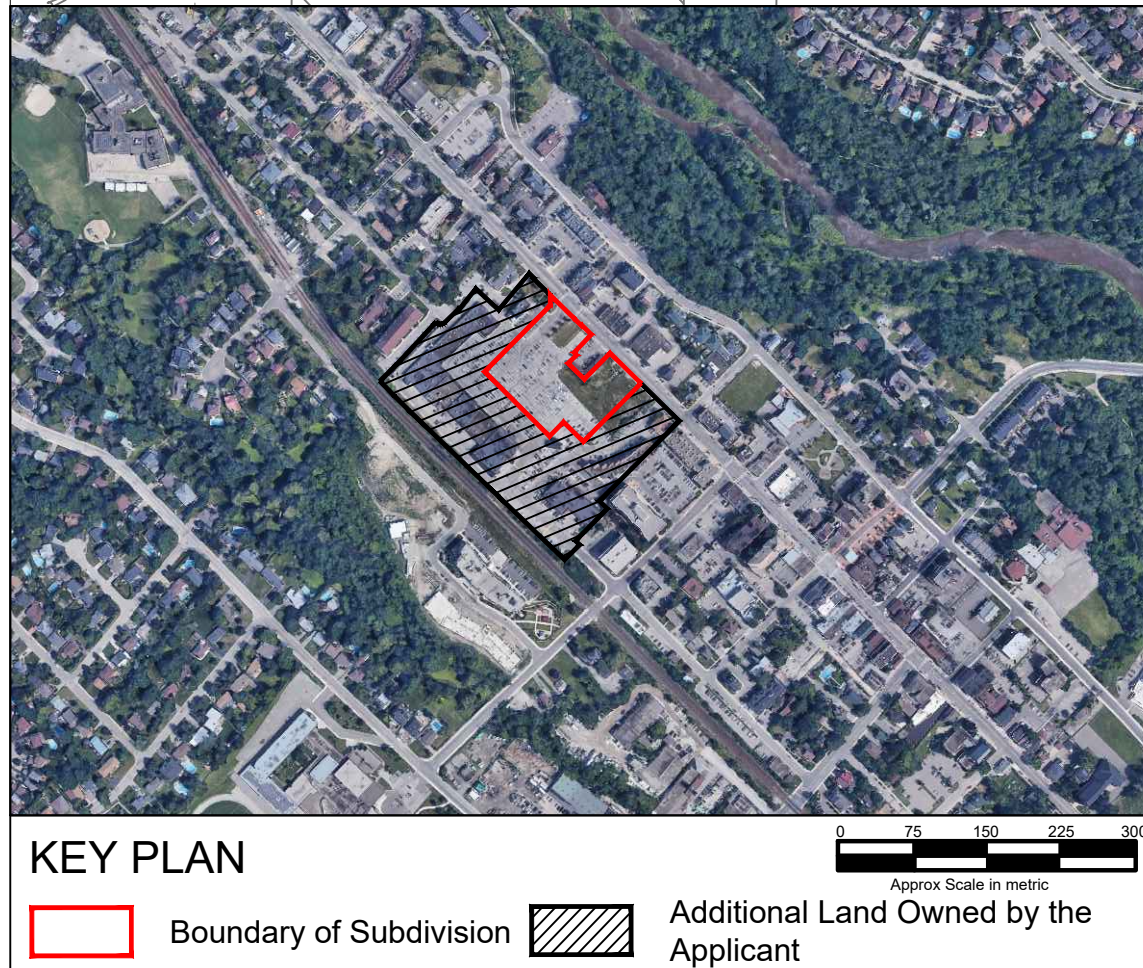 KEY PLAN
0 75 150 225 300
Approx Scale in metric
Boundary of Subdivision
Additional Land Owned by the
Applicant